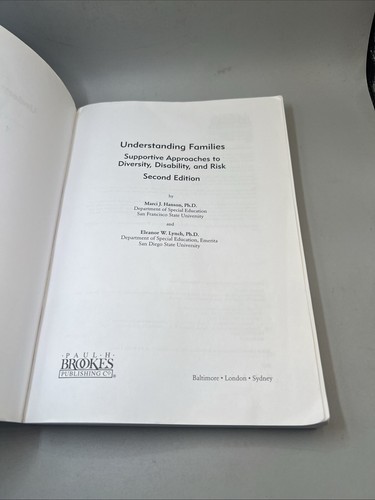 Understanding Families
Supportive Approaches to
Diversity, Disability, and Risk
Second Edition
by
Marci J. Hanson, Ph.D.
Department of Special Education
San Francisco State University
and
Eleanor W. Lynch, Ph.D.
Department of Special Education, Emerita
San Diego State University
·PAUL·H·
BROOKES
PUBLISHING CO®
Baltimore • London • Sydney